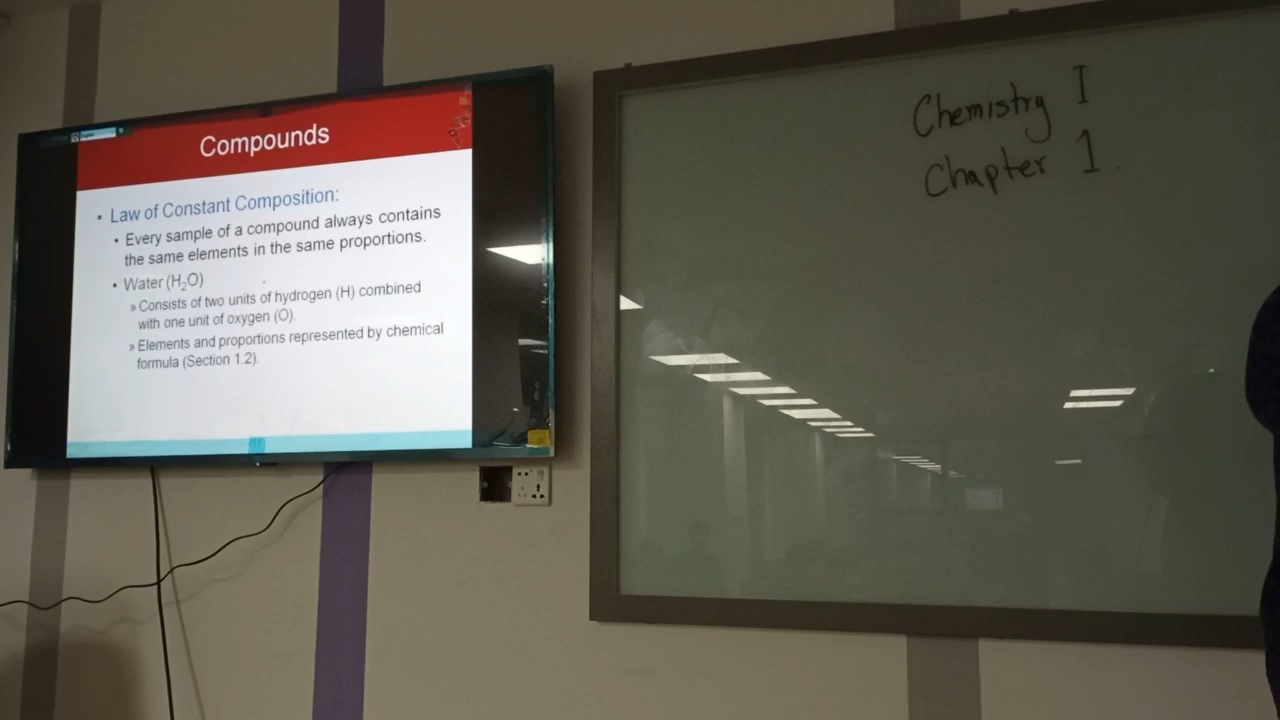 Compounds
• Law of Constant Composition:
• Every sample of a compound always contains
the same elements in the same proportions.
• Water (H₂O)
» Consists of two units of hydrogen (H) combined
with one unit of oxygen (O).
» Elements and proportions represented by chemical
formula (Section 1.2).
Chemistry I
Chapter 1.